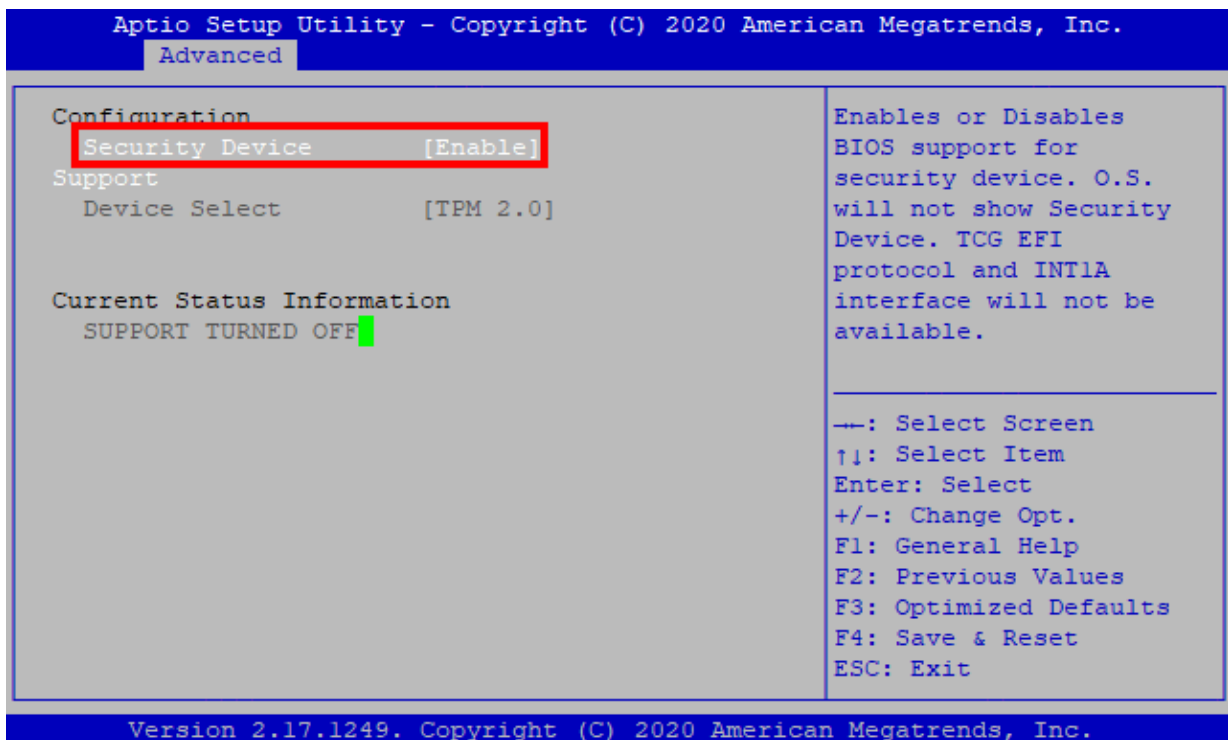 Aptio Setup Utility - Copyright (C) 2020 American Megatrends, Inc.
Advanced
Configuration
Security Device [Enable]
Support
Device Select [TPM 2.0]
Current Status Information
SUPPORT TURNED OFF
Enables or Disables
BIOS support for
security device. O.S.
will not show Security
Device. TCG EFI
protocol and INT1A
interface will not be
available.
→←: Select Screen
↑↓: Select Item
Enter: Select
+/-: Change Opt.
F1: General Help
F2: Previous Values
F3: Optimized Defaults
F4: Save & Reset
ESC: Exit
Version 2.17.1249. Copyright (C) 2020 American Megatrends, Inc.